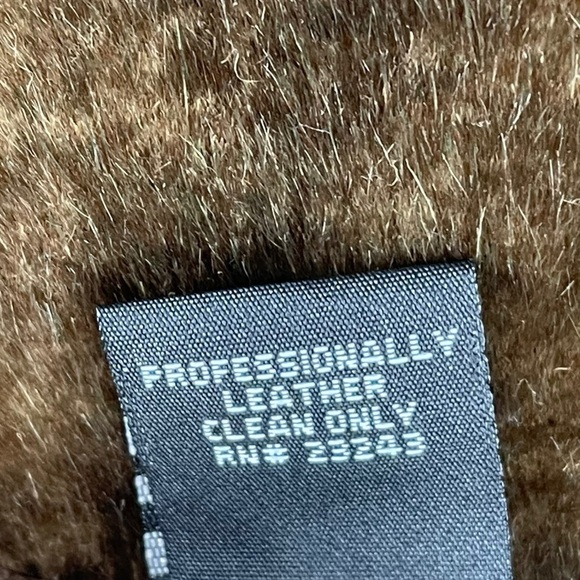 PROFESSIONALLY
LEATHER
CLEAN ONLY
RN# 23243